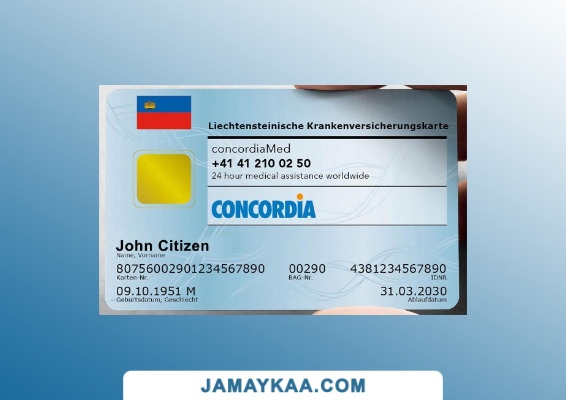 Liechtensteinische Krankenversicherungskarte
concordiaMed
+41 41 210 02 50
24 hour medical assistance worldwide
CONCORDIA
John Citizen
Name, Vorname
80756002901234567890 00290 4381234567890
Karten-Nr. BAG-Nr. IDNR
09.10.1951 M 31.03.2030
Geburtsdatum, Geschlecht Ablaufdatum
JAMAYKAA.COM